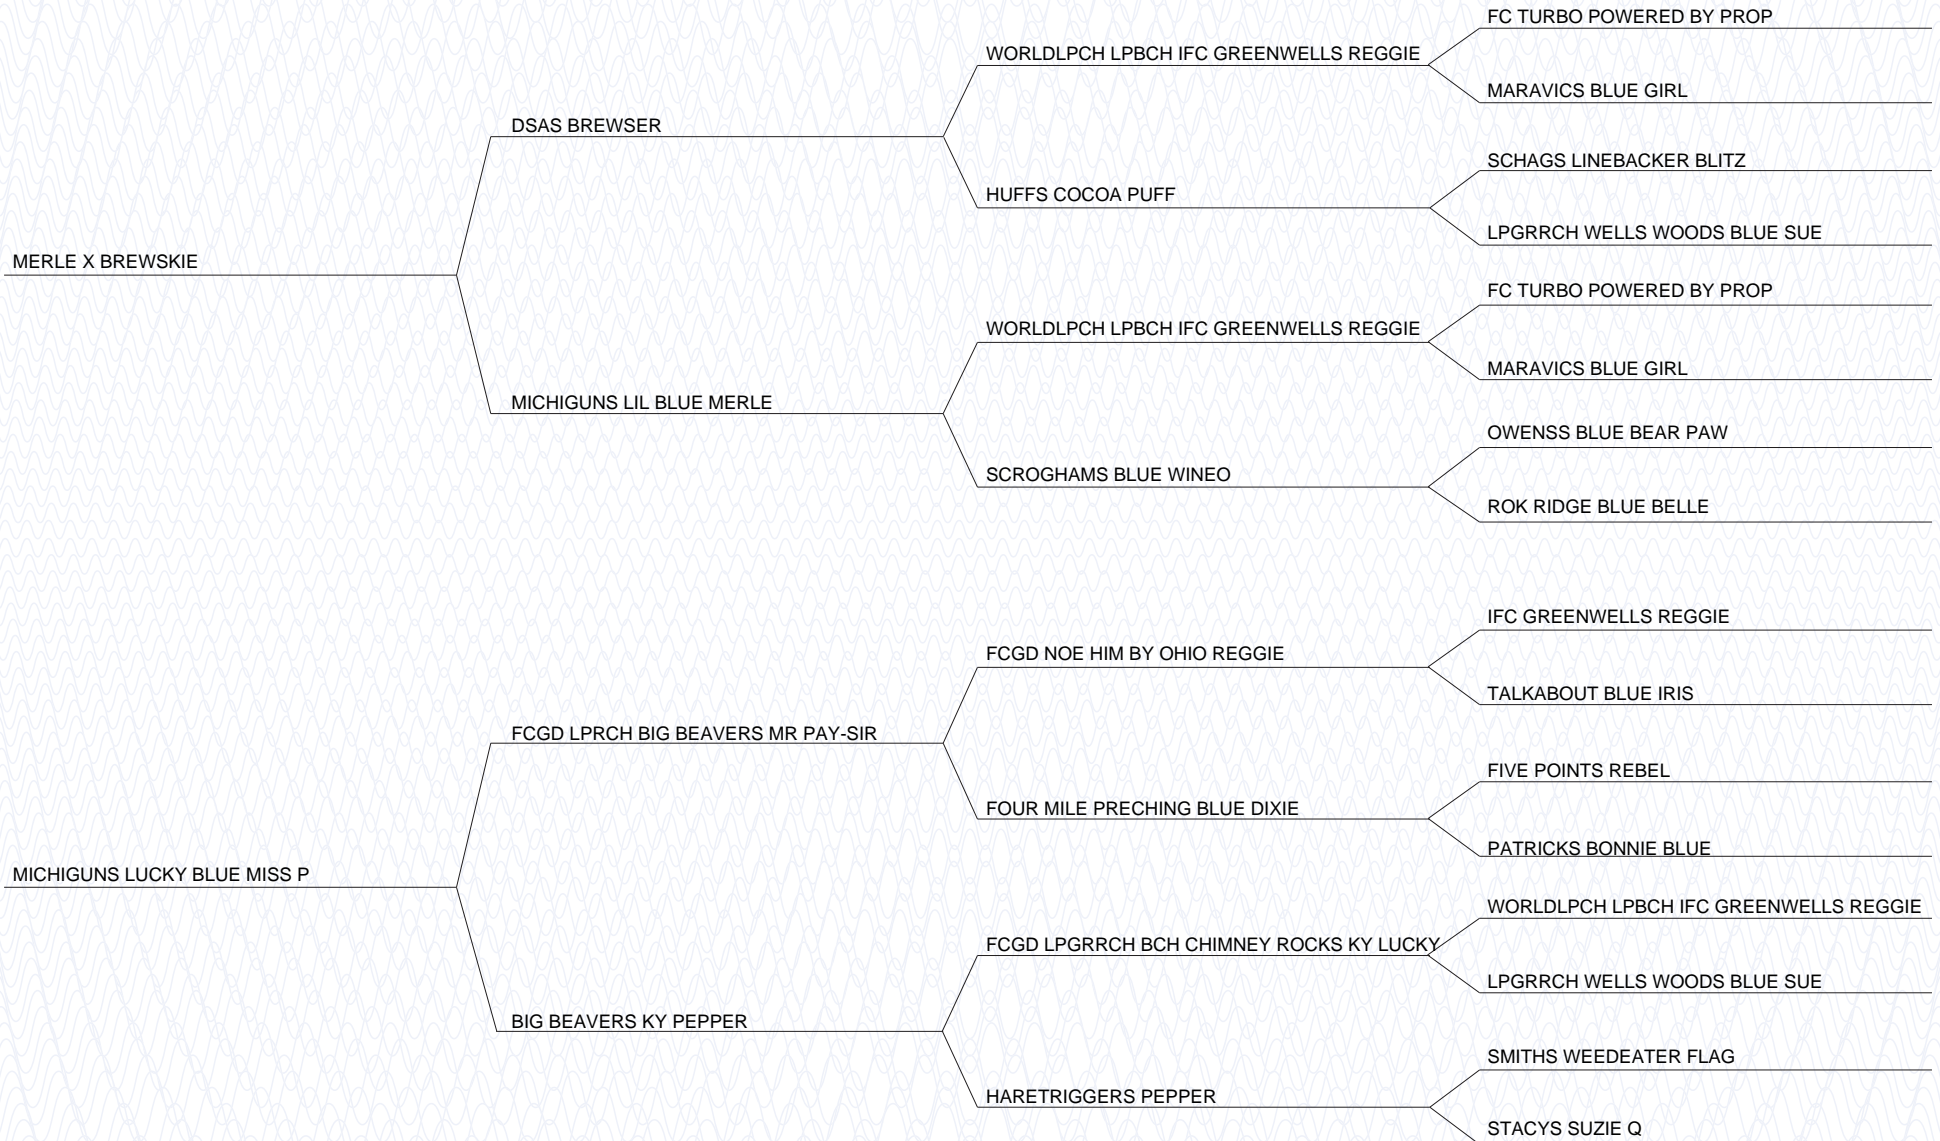 FC TURBO POWERED BY PROP
WORLDLPCH LPBCH IFC GREENWELLS REGGIE
MARAVICS BLUE GIRL
DSAS BREWSER
SCHAGS LINEBACKER BLITZ
HUFFS COCOA PUFF
LPGRRCH WELLS WOODS BLUE SUE
MERLE X BREWSKIE
FC TURBO POWERED BY PROP
WORLDLPCH LPBCH IFC GREENWELLS REGGIE
MARAVICS BLUE GIRL
MICHIGUNS LIL BLUE MERLE
OWENSS BLUE BEAR PAW
SCROGHAMS BLUE WINEO
ROK RIDGE BLUE BELLE
IFC GREENWELLS REGGIE
FCGD NOE HIM BY OHIO REGGIE
TALKABOUT BLUE IRIS
FCGD LPRCH BIG BEAVERS MR PAY-SIR
FIVE POINTS REBEL
FOUR MILE PRECHING BLUE DIXIE
PATRICKS BONNIE BLUE
MICHIGUNS LUCKY BLUE MISS P
WORLDLPCH LPBCH IFC GREENWELLS REGGIE
FCGD LPGRRCH BCH CHIMNEY ROCKS KY LUCKY
LPGRRCH WELLS WOODS BLUE SUE
BIG BEAVERS KY PEPPER
SMITHS WEEDEATER FLAG
HARETRIGGERS PEPPER
STACYS SUZIE Q